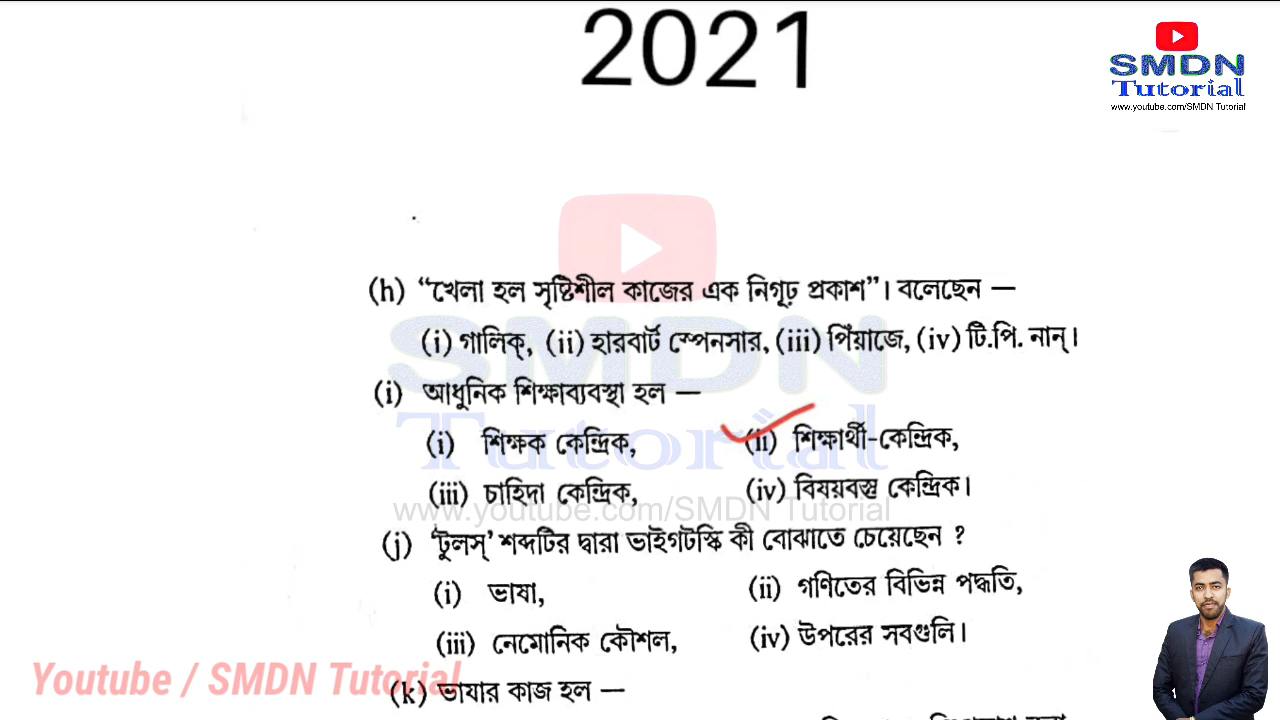 2021
SMDN
Tutorial
www.youtube.com/SMDN Tutorial
(h) “খেলা হল সৃষ্টিশীল কাজের এক নিগূঢ় প্রকাশ”। বলেছেন —
(i) গালিক্, (ii) হারবার্ট স্পেনসার, (iii) পিঁয়াজে, (iv) টি.পি. নান্।
(i) আধুনিক শিক্ষাব্যবস্থা হল —
(i) শিক্ষক কেন্দ্রিক, (ii) শিক্ষার্থী-কেন্দ্রিক,
(iii) চাহিদা কেন্দ্রিক, (iv) বিষয়বস্তু কেন্দ্রিক।
(j) ‘টুলস্’ শব্দটির দ্বারা ভাইগটস্কি কী বোঝাতে চেয়েছেন ?
(i) ভাষা, (ii) গণিতের বিভিন্ন পদ্ধতি,
(iii) নেমোনিক কৌশল, (iv) উপরের সবগুলি।
(k) ভাষার কাজ হল —
SMDN
Tutorial
www.youtube.com/SMDN Tutorial
Youtube / SMDN Tutorial